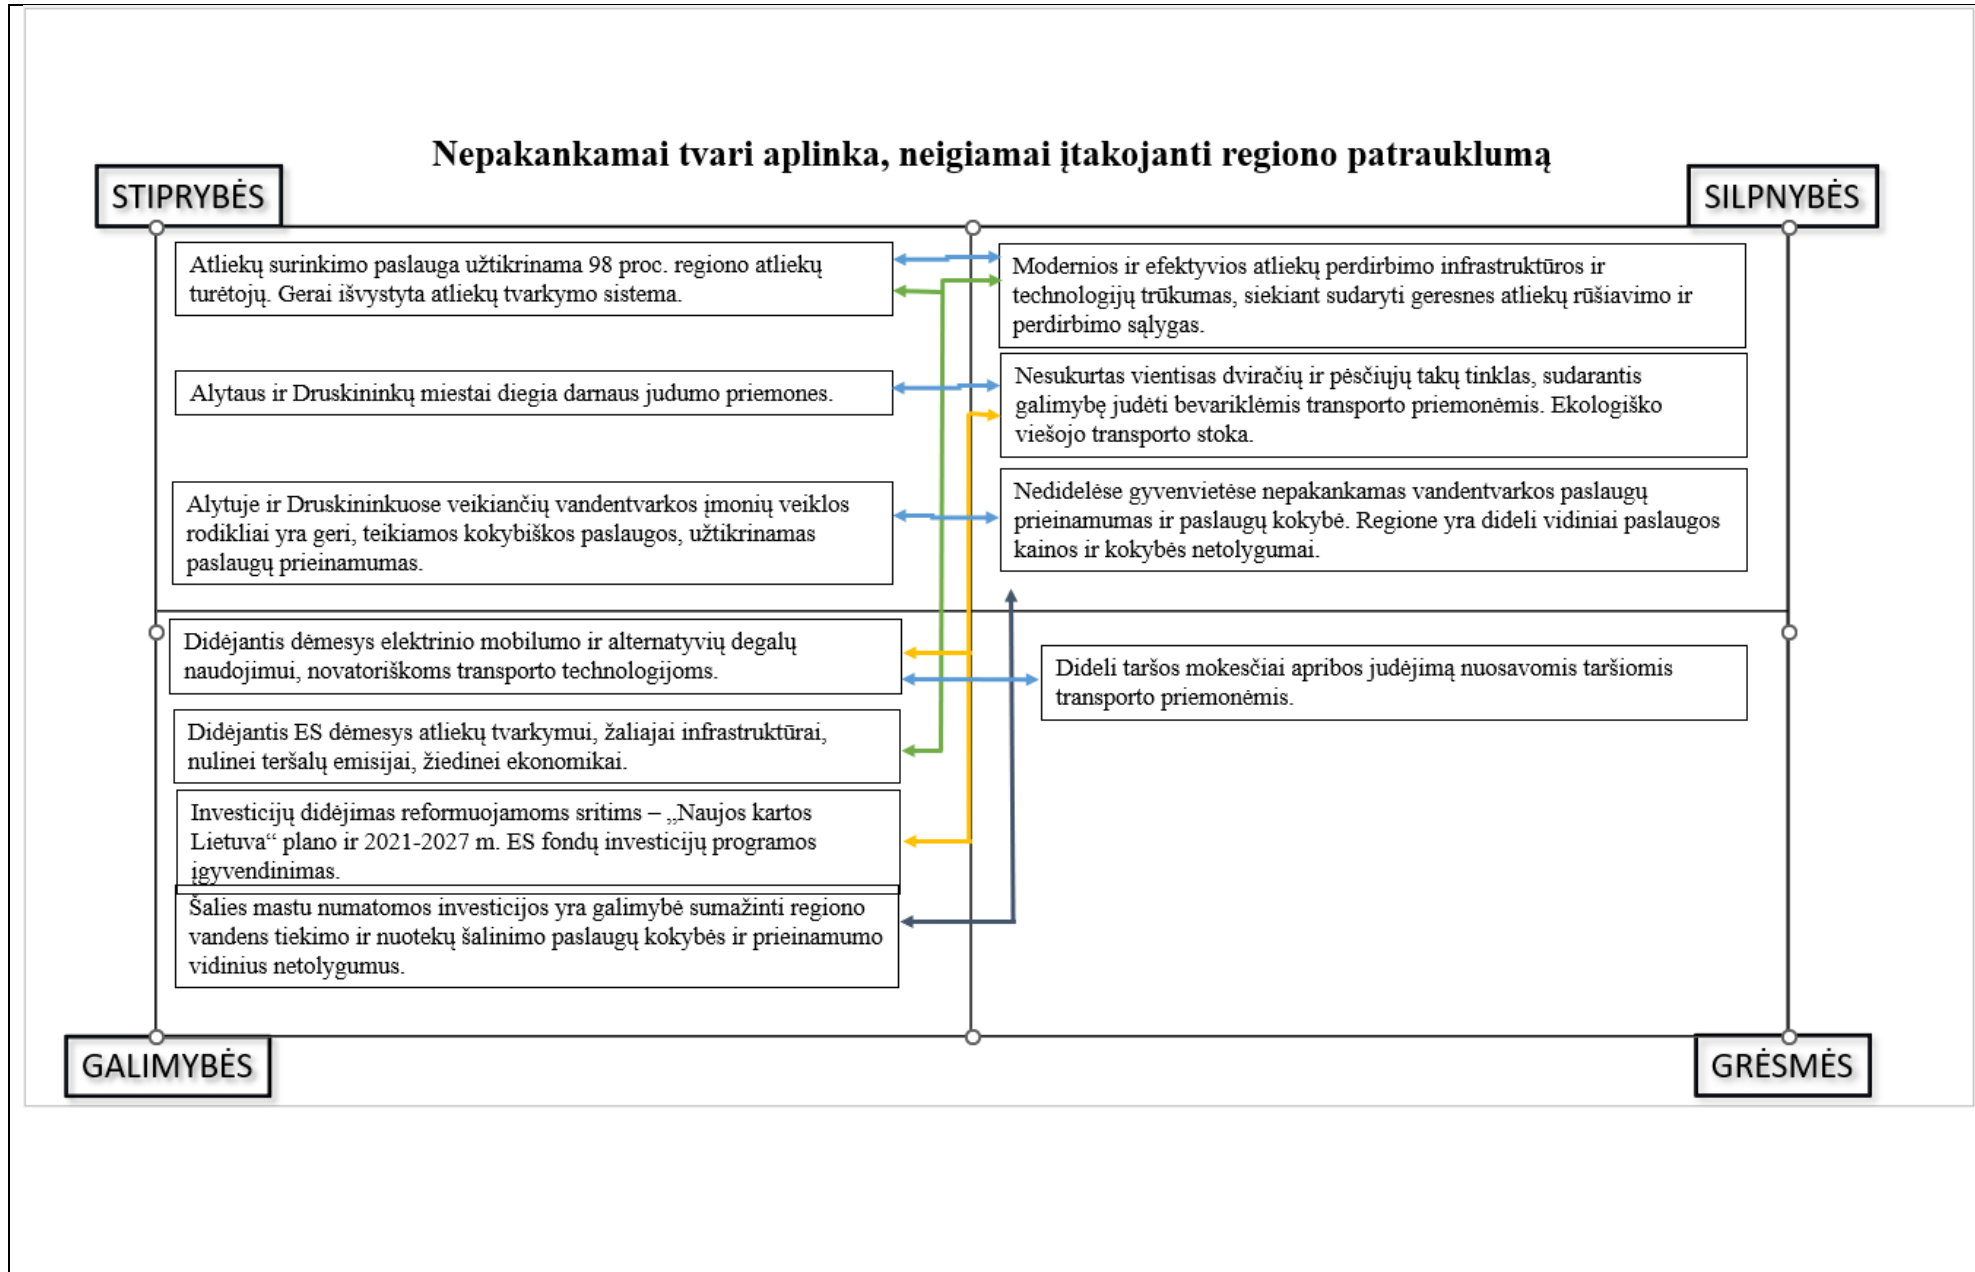 Nepakankamai tvari aplinka, neigiamai įtakojanti regiono patrauklumą
STIPRYBĖS
SILPNYBĖS
Atliekų surinkimo paslauga užtikrinama 98 proc. regiono atliekų
turėtojų. Gerai išvystyta atliekų tvarkymo sistema.
Modernios ir efektyvios atliekų perdirbimo infrastruktūros ir
technologijų trūkumas, siekiant sudaryti geresnes atliekų rūšiavimo ir
perdirbimo sąlygas.
Alytaus ir Druskininkų miestai diegia darnaus judumo priemones.
Nesukurtas vientisas dviračių ir pėsčiųjų takų tinklas, sudarantis
galimybę judėti bevariklėmis transporto priemonėmis. Ekologiško
viešojo transporto stoka.
Alytuje ir Druskininkuose veikiančių vandentvarkos įmonių veiklos
rodikliai yra geri, teikiamos kokybiškos paslaugos, užtikrinamas
paslaugų prieinamumas.
Nedidelėse gyvenvietėse nepakankamas vandentvarkos paslaugų
prieinamumas ir paslaugų kokybė. Regione yra dideli vidiniai paslaugos
kainos ir kokybės netolygumai.
Didėjantis dėmesys elektrinio mobilumo ir alternatyvių degalų
naudojimui, novatoriškoms transporto technologijoms.
Dideli taršos mokesčiai apribos judėjimą nuosavomis taršiomis
transporto priemonėmis.
Didėjantis ES dėmesys atliekų tvarkymui, žaliajai infrastruktūrai,
nulinei teršalų emisijai, žiedinei ekonomikai.
Investicijų didėjimas reformuojamoms sritims – „Naujos kartos
Lietuva“ plano ir 2021-2027 m. ES fondų investicijų programos
įgyvendinimas.
Šalies mastu numatomos investicijos yra galimybė sumažinti regiono
vandens tiekimo ir nuotekų šalinimo paslaugų kokybės ir prieinamumo
vidinius netolygumus.
GALIMYBĖS
GRĖSMĖS